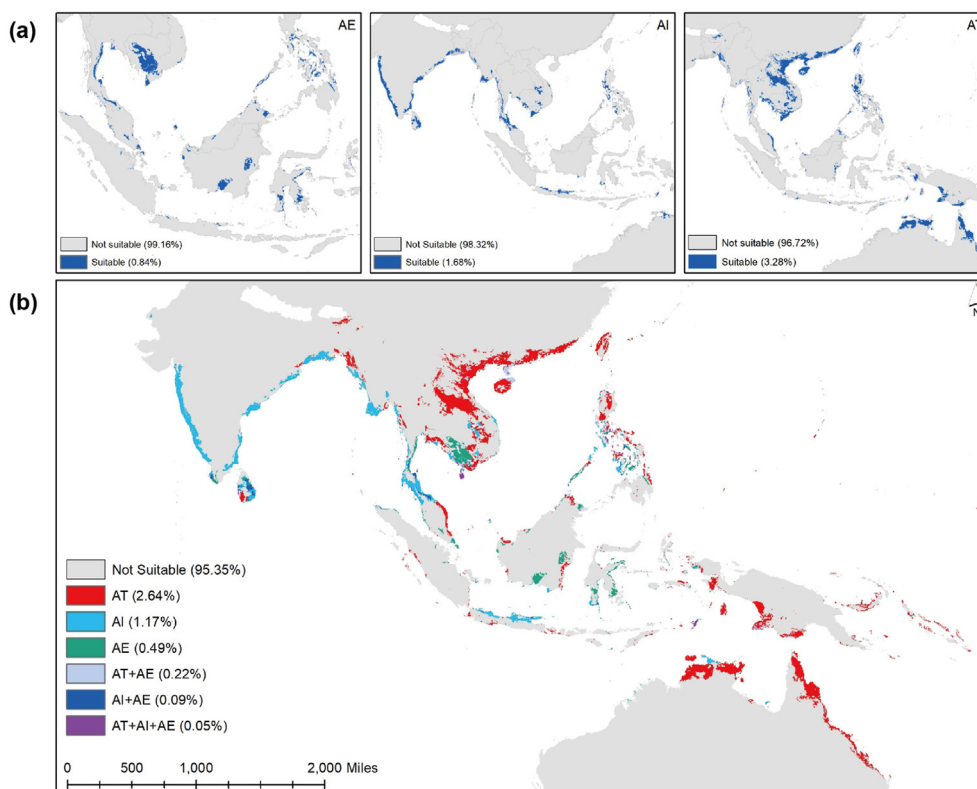 (a)
AE
Not suitable (99.16%)
Suitable (0.84%)
AI
Not Suitable (98.32%)
Suitable (1.68%)
AT
Not suitable (96.72%)
Suitable (3.28%)
(b)
N
Not Suitable (95.35%)
AT (2.64%)
AI (1.17%)
AE (0.49%)
AT+AE (0.22%)
AI+AE (0.09%)
AT+AI+AE (0.05%)
0 500 1,000 2,000 Miles